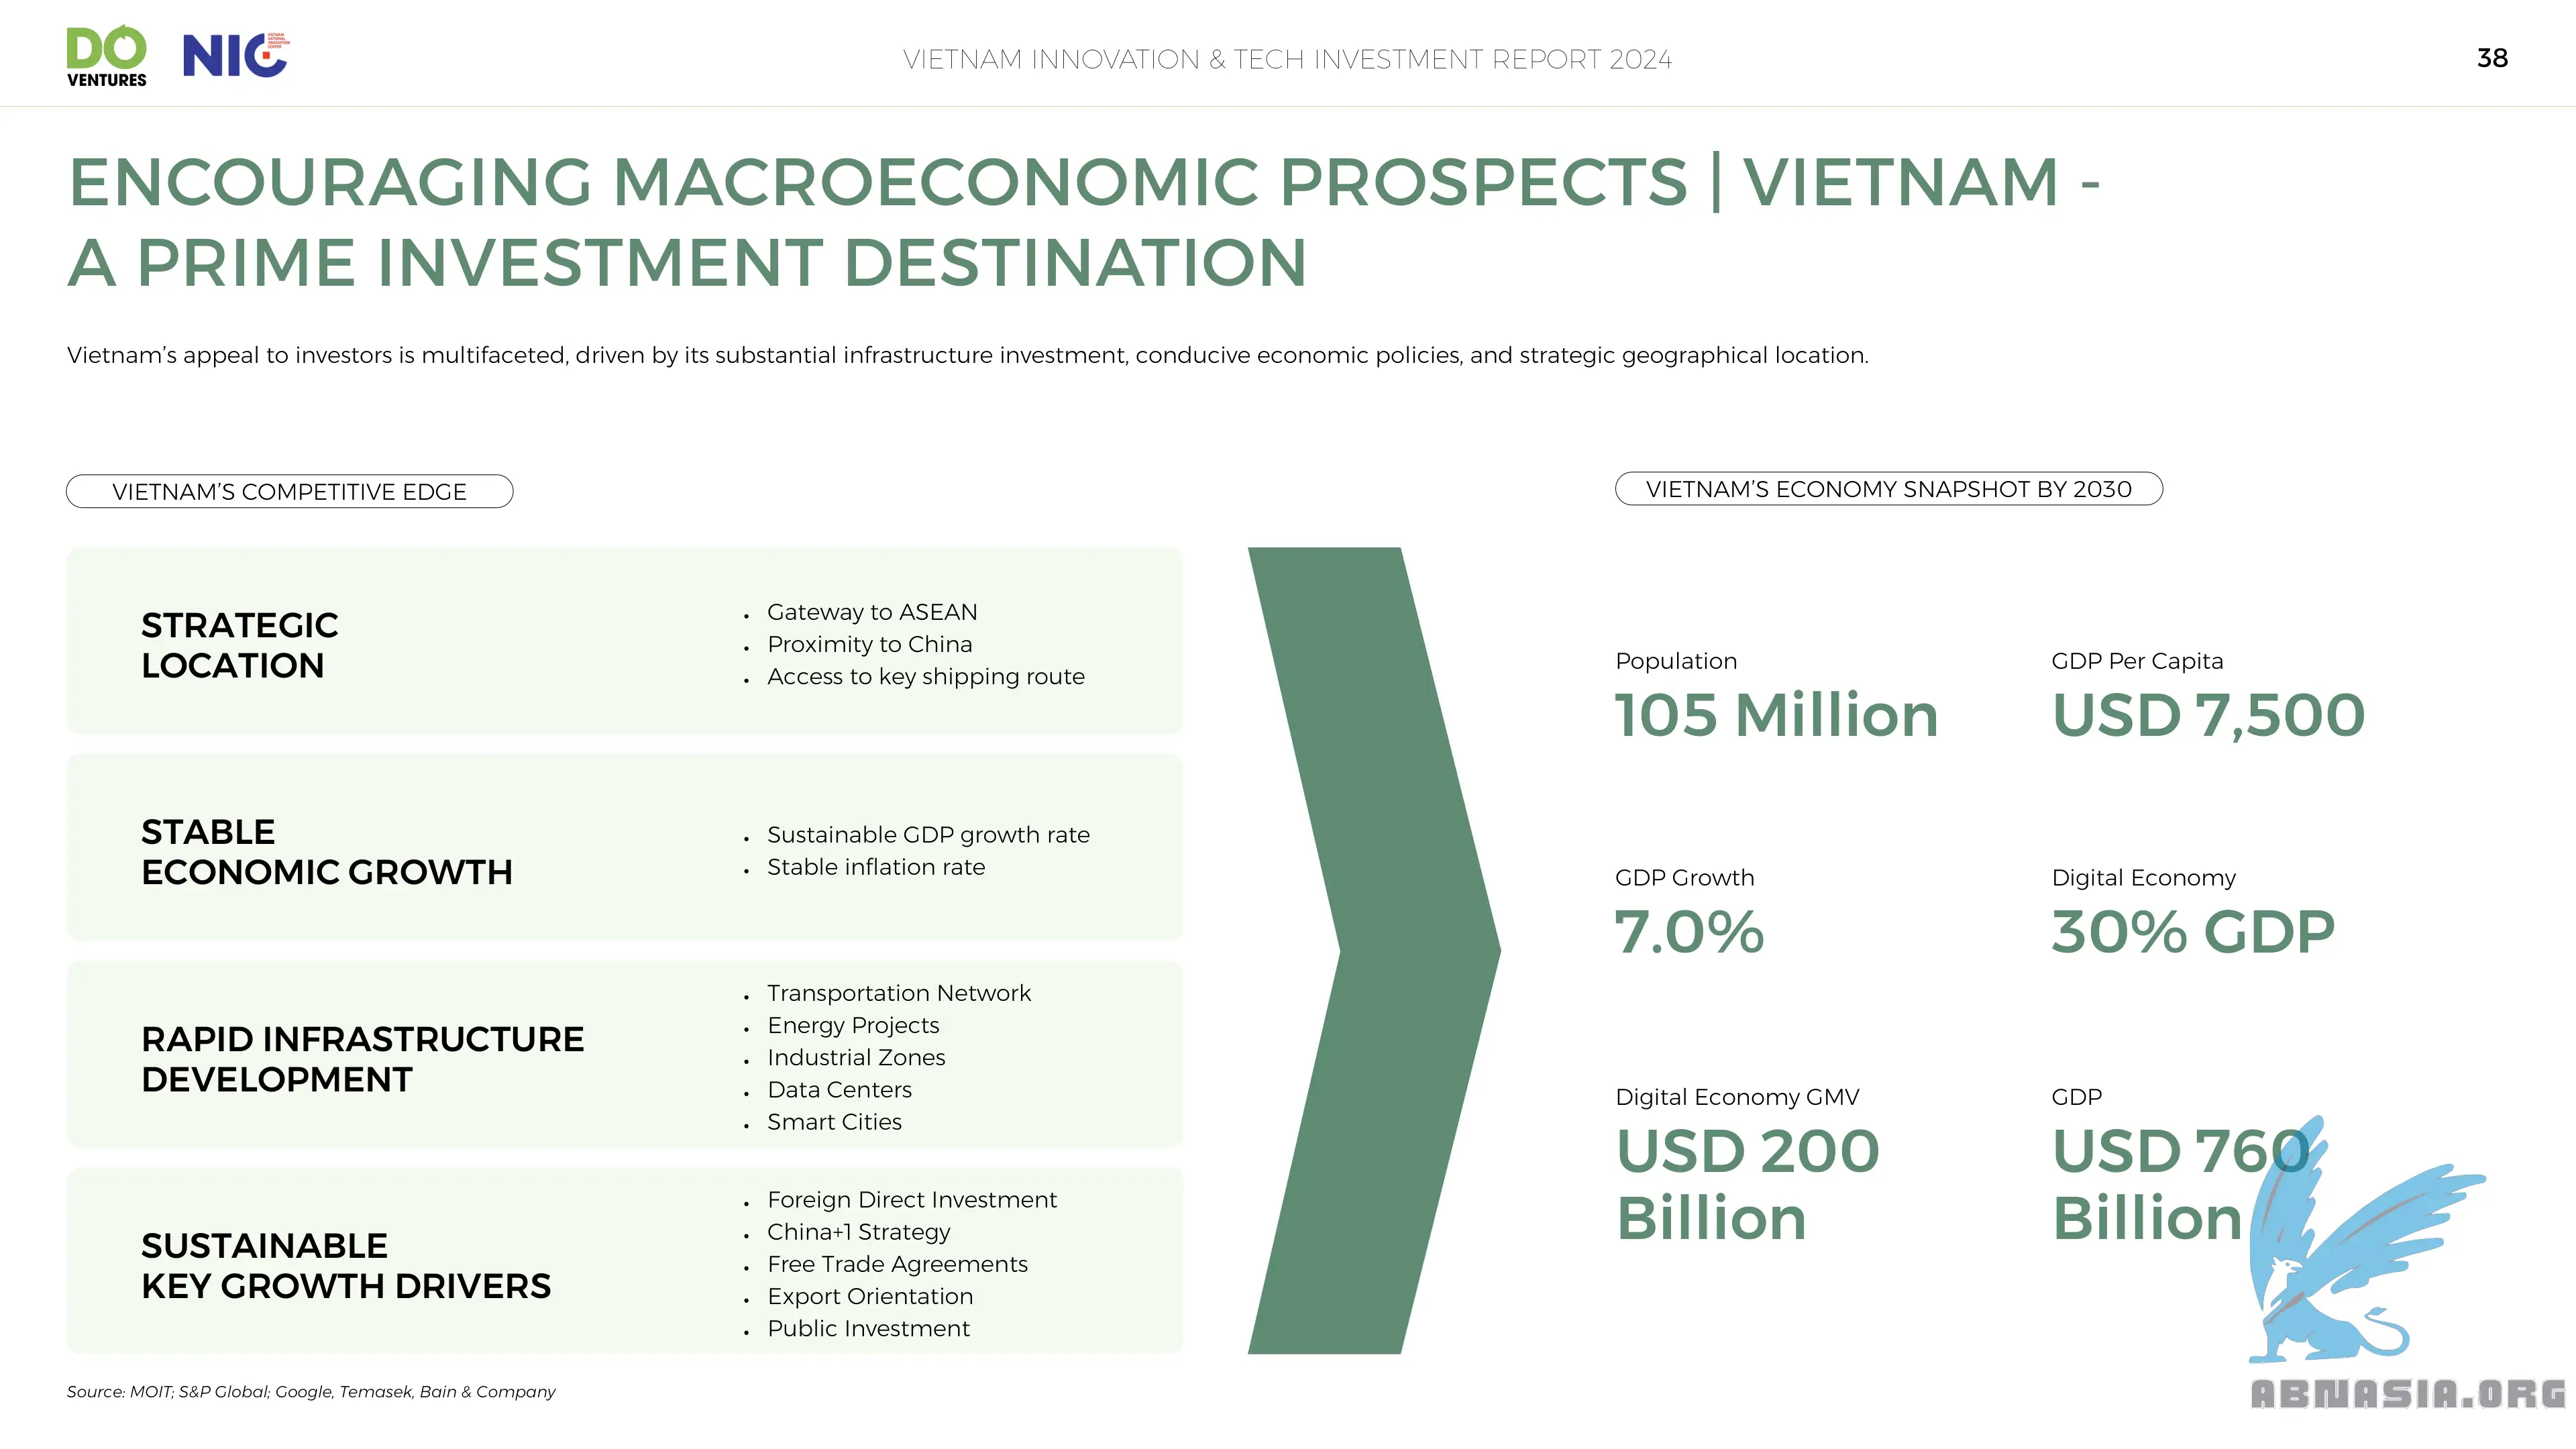 DO
VENTURES
NIC
VIETNAM
NATIONAL
INNOVATION
CENTER
VIETNAM INNOVATION & TECH INVESTMENT REPORT 2024
38
ENCOURAGING MACROECONOMIC PROSPECTS | VIETNAM -
A PRIME INVESTMENT DESTINATION
Vietnam’s appeal to investors is multifaceted, driven by its substantial infrastructure investment, conducive economic policies, and strategic geographical location.
VIETNAM’S COMPETITIVE EDGE
STRATEGIC
LOCATION
• Gateway to ASEAN
• Proximity to China
• Access to key shipping route
STABLE
ECONOMIC GROWTH
• Sustainable GDP growth rate
• Stable inflation rate
RAPID INFRASTRUCTURE
DEVELOPMENT
• Transportation Network
• Energy Projects
• Industrial Zones
• Data Centers
• Smart Cities
SUSTAINABLE
KEY GROWTH DRIVERS
• Foreign Direct Investment
• China+1 Strategy
• Free Trade Agreements
• Export Orientation
• Public Investment
VIETNAM’S ECONOMY SNAPSHOT BY 2030
Population
105 Million
GDP Per Capita
USD 7,500
GDP Growth
7.0%
Digital Economy
30% GDP
Digital Economy GMV
USD 200
Billion
GDP
USD 760
Billion
Source: MOIT; S&P Global; Google, Temasek, Bain & Company
ABNASIA.ORG